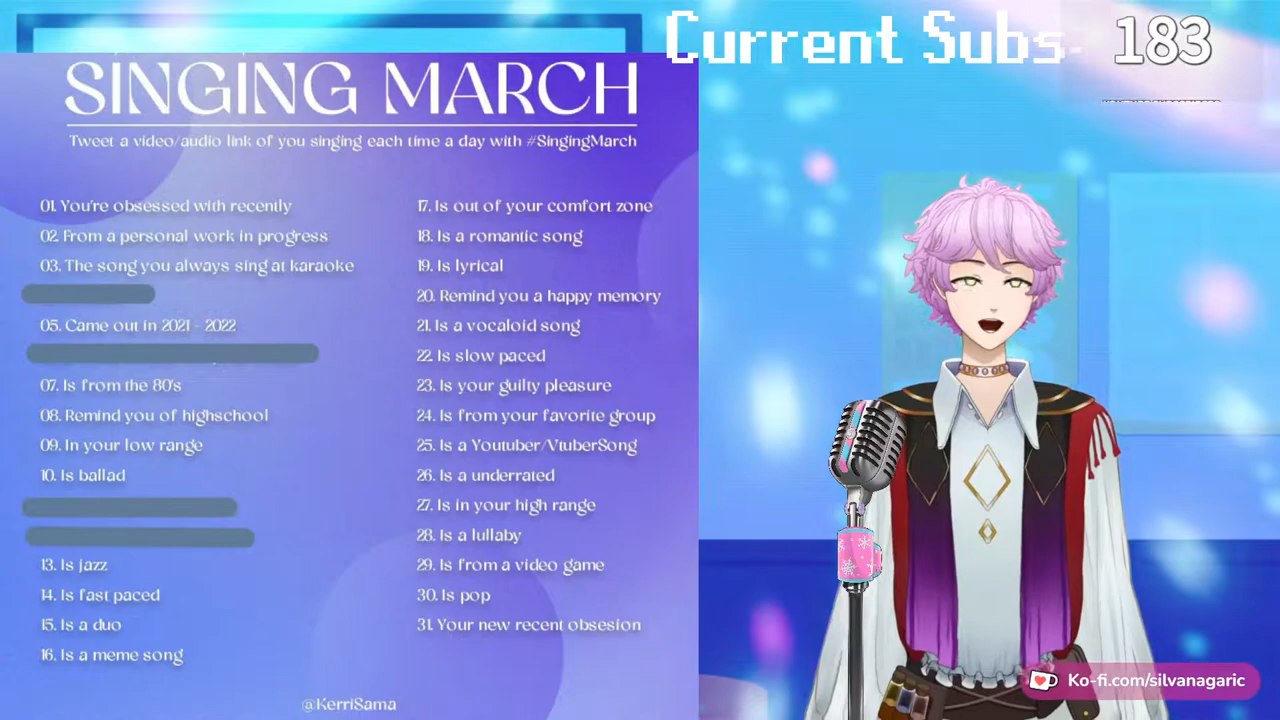 SINGING MARCH
Tweet a video/audio link of you singing each time a day with #SingingMarch
01. You're obsessed with recently
02. From a personal work in progress
03. The song you always sing at karaoke
05. Came out in 2021 - 2022
07. Is from the 80's
08. Remind you of highschool
09. In your low range
10. Is ballad
13. Is jazz
14. Is fast paced
15. Is a duo
16. Is a meme song
17. Is out of your comfort zone
18. Is a romantic song
19. Is lyrical
20. Remind you a happy memory
21. Is a vocaloid song
22. Is slow paced
23. Is your guilty pleasure
24. Is from your favorite group
25. Is a Youtuber/VtuberSong
26. Is a underrated
27. Is in your high range
28. Is a lullaby
29. Is from a video game
30. Is pop
31. Your new recent obsesion
@KerriSama
Current Subs-
183
Ko-fi.com/silvanagaric